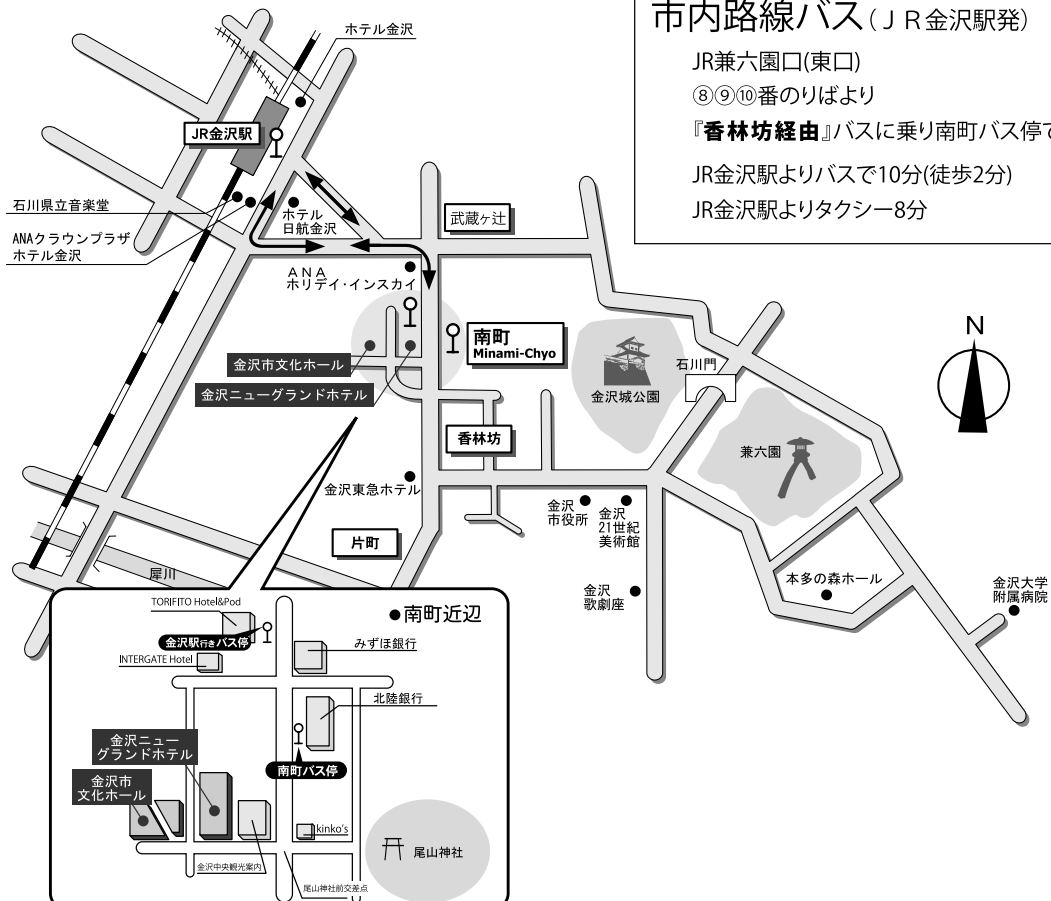 市内路線バス(JR金沢駅発)
JR兼六園口(東口)
⑧⑨⑩番のりばより
『香林坊経由』バスに乗り南町バス停で
JR金沢駅よりバスで10分(徒歩2分)
JR金沢駅よりタクシー8分
ホテル金沢
JR金沢駅
石川県立音楽堂
ANAクラウンプラザ
ホテル金沢
ホテル
日航金沢
武蔵ヶ辻
ANA
ホリデイ・インスカイ
南町
Minami-Chyo
金沢市文化ホール
金沢ニューグランドホテル
金沢城公園
石川門
N
兼六園
香林坊
金沢東急ホテル
金沢
市役所
金沢
21世紀
美術館
片町
犀川
金沢
歌劇座
本多の森ホール
金沢大学
附属病院
TORIFITO Hotel&Pod
●南町近辺
金沢駅行きバス停
みずほ銀行
INTERGATE Hotel
北陸銀行
金沢ニュー
グランドホテル
南町バス停
金沢市
文化ホール
kinko's
尾山神社
金沢中央観光案内
尾山神社前交差点